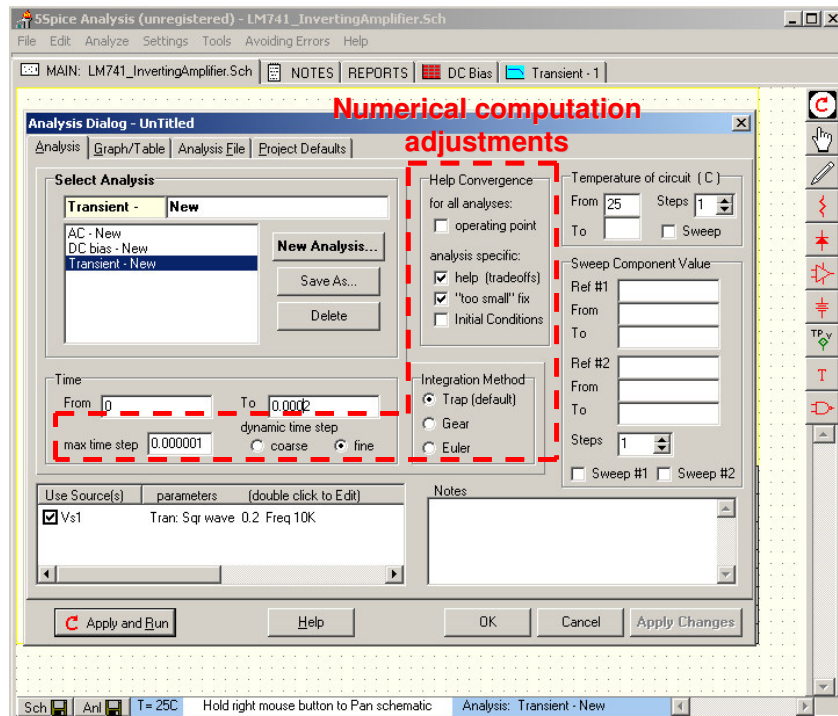 5Spice Analysis (unregistered) - LM741_InvertingAmplifier.Sch
File Edit Analyze Settings Tools Avoiding Errors Help
MAIN: LM741_InvertingAmplifier.Sch NOTES REPORTS DC Bias Transient - 1
Numerical computation
adjustments
Analysis Dialog - UnTitled
Analysis Graph/Table Analysis File Project Defaults
Select Analysis
Transient - New
AC - New
DC bias - New
Transient - New
New Analysis...
Save As...
Delete
Help Convergence
for all analyses:
operating point
analysis specific:
help (tradeoffs)
"too small" fix
Initial Conditions
Temperature of circuit ( C )
From 25 Steps 1
To Sweep
Sweep Component Value
Ref #1
From
To
Ref #2
From
To
Steps 1
Sweep #1 Sweep #2
Time
From 0 To 0.0002
dynamic time step
max time step 0.000001 coarse fine
Integration Method
Trap (default)
Gear
Euler
Use Source(s) parameters (double click to Edit)
Vs1 Tran: Sqr wave 0.2 Freq 10K
Notes
Apply and Run Help OK Cancel Apply Changes
TP v
T
Sch Anl T= 25C Hold right mouse button to Pan schematic Analysis: Transient - New